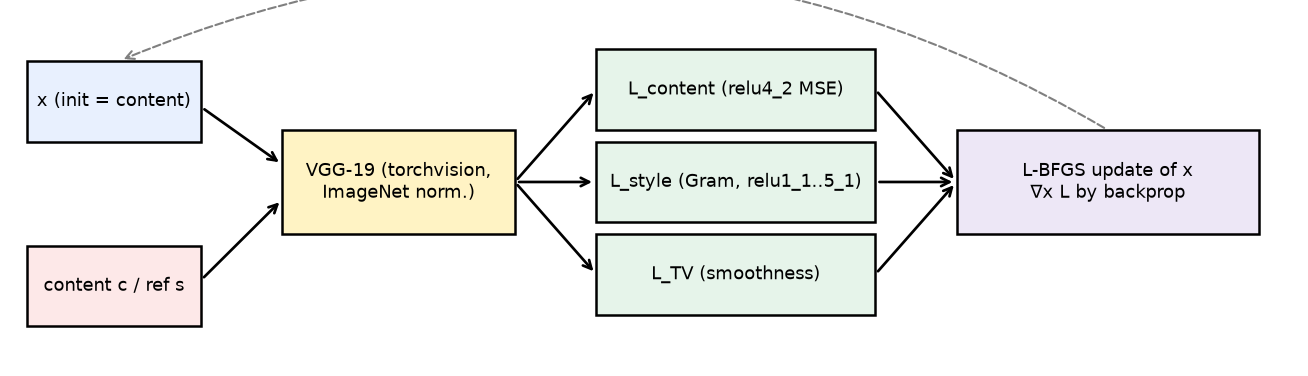 x (init = content)
content c / ref s
VGG-19 (torchvision,
ImageNet norm.)
L_content (relu4_2 MSE)
L_style (Gram, relu1_1..5_1)
L_TV (smoothness)
L-BFGS update of x
∇x L by backprop